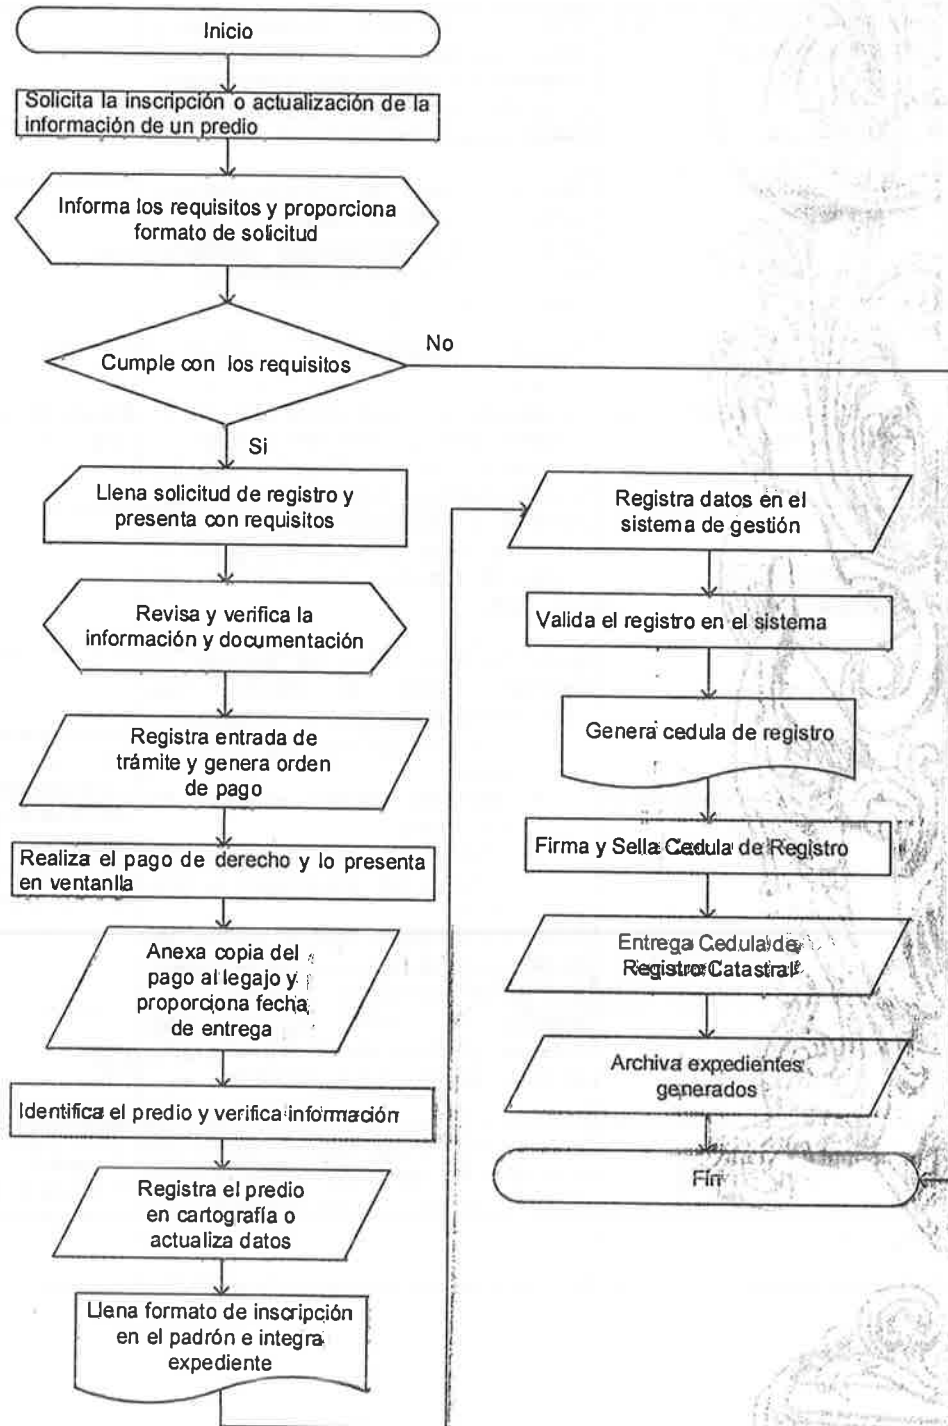 Inicio
Solicita la inscripción o actualización de la
información de un predio
Informa los requisitos y proporciona
formato de solicitud
Cumple con los requisitos
No
Si
Llena solicitud de registro y
presenta con requisitos
Revisa y verifica la
información y documentación
Registra entrada de
trámite y genera orden
de pago
Realiza el pago de derecho y lo presenta
en ventanlla
Anexa copia del
pago al legajo y
proporciona fecha
de entrega
Identifica el predio y verifica información
Registra el predio
en cartografía o
actualiza datos
Llena formato de inscripción
en el padrón e integra
expediente
Registra datos en el
sistema de gestión
Valida el registro en el sistema
Genera cedula de registro
Firma y Sella Cedula de Registro
Entrega Cedula de
Registro Catastral
Archiva expedientes
generados
Fin